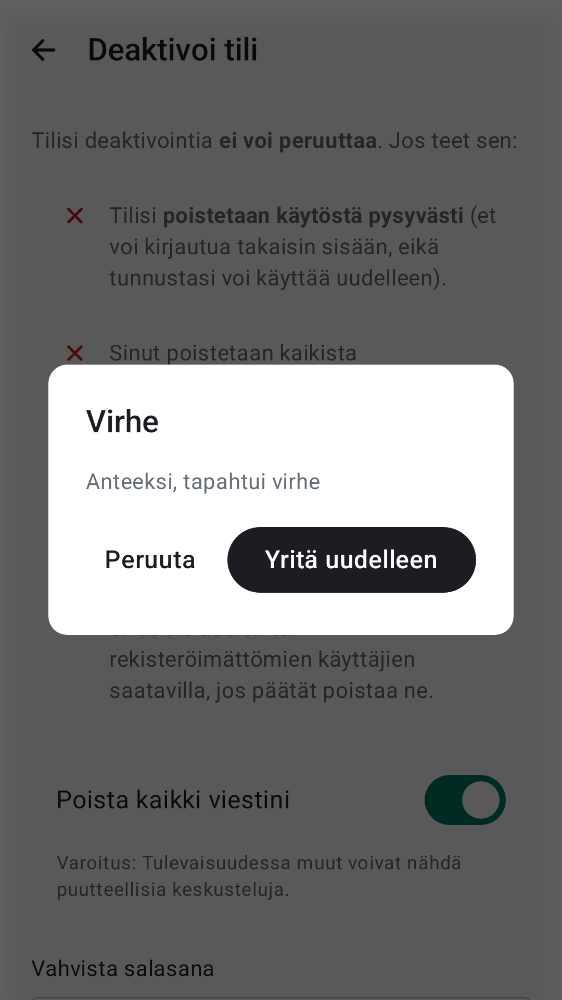 Deaktivoi tili
Tilisi deaktivointia ei voi peruuttaa. Jos teet sen:
Tilisi poistetaan käytöstä pysyvästi (et
voi kirjautua takaisin sisään, eikä
tunnustasi voi käyttää uudelleen).
Sinut poistetaan kaikista
Virhe
Anteeksi, tapahtui virhe
Peruuta
Yritä uudelleen
rekisteröimättömien käyttäjien
saatavilla, jos päätät poistaa ne.
Poista kaikki viestini
Varoitus: Tulevaisuudessa muut voivat nähdä
puutteellisia keskusteluja.
Vahvista salasana